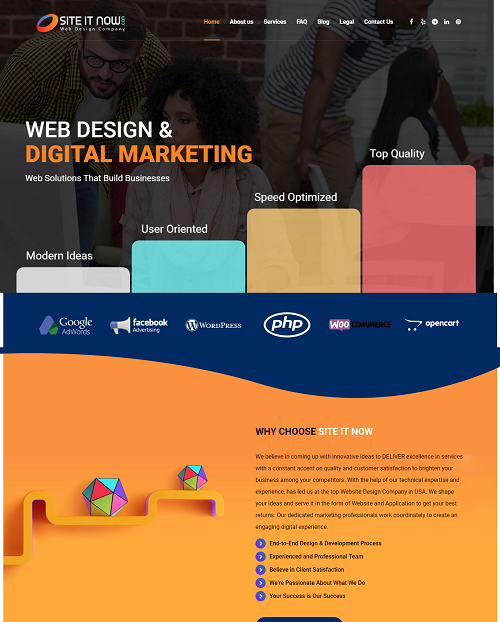 SITE IT NOW
Web Design Company
Home About us Services FAQ Blog Legal Contact Us
WEB DESIGN &
DIGITAL MARKETING
Web Solutions That Build Businesses
Top Quality
Speed Optimized
User Oriented
Modern Ideas
Google
AdWords
facebook
Advertising
WORDPRESS
php
WOO COMMERCE
opencart
WHY CHOOSE SITE IT NOW
We believe in coming up with innovative ideas to DELIVER excellence in services
with a constant accent on quality and customer satisfaction to brighten your
business among your competitors. With the help of our technical expertise and
experience, has led us at the top Website Design Company in USA. We shape
your ideas and serve it in the form of Website and Application to get your best
returns. Our dedicated marketing professionals work coordinately to create an
engaging digital experience.
End-to-End Design & Development Process
Experienced and Professional Team
Believe in Client Satisfaction
We're Passionate About What We Do
Your Success is Our Success